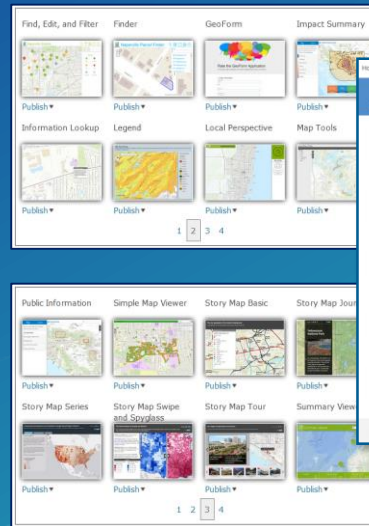 Find, Edit, and Filter Finder GeoForm Impact Summary
Publish ▾ Publish ▾ Publish ▾ Publish ▾
Information Lookup Legend Local Perspective Map Tools
Publish ▾ Publish ▾ Publish ▾ Publish ▾
1 2 3 4
Public Information Simple Map Viewer Story Map Basic Story Map Jour
Publish ▾ Publish ▾ Publish ▾ Publish ▾
Story Map Series Story Map Swipe Story Map Tour Summary View
and Spyglass
Publish ▾ Publish ▾ Publish ▾ Publish ▾
1 2 3 4